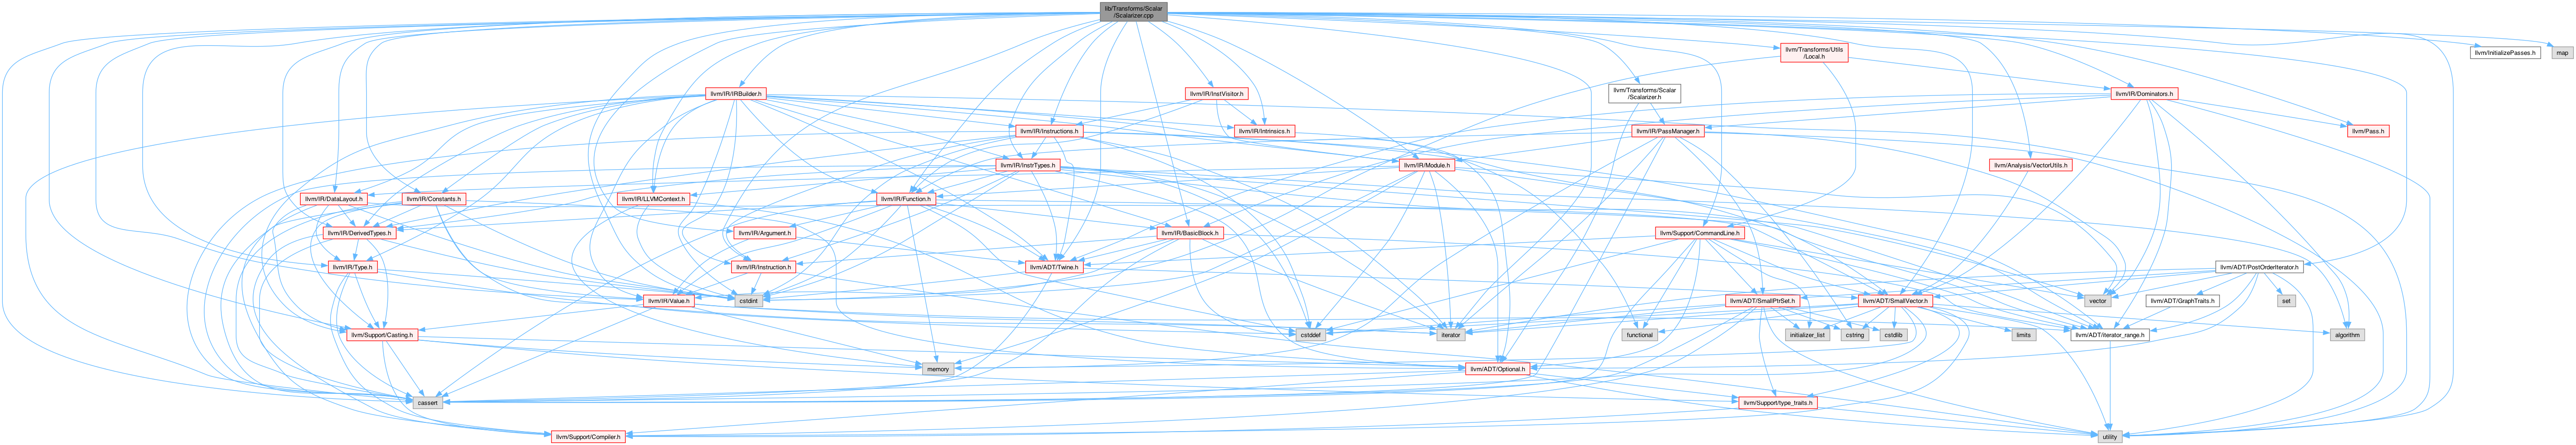 lib/Transforms/Scalar
/Scalarizer.cpp
llvm/Transforms/Utils
/Local.h
llvm/InitializePasses.h
map
llvm/IR/IRBuilder.h
llvm/IR/InstVisitor.h
llvm/Transforms/Scalar
/Scalarizer.h
llvm/IR/Dominators.h
llvm/IR/Instructions.h
llvm/IR/Intrinsics.h
llvm/IR/PassManager.h
llvm/Pass.h
llvm/IR/InstrTypes.h
llvm/IR/Module.h
llvm/Analysis/VectorUtils.h
llvm/IR/DataLayout.h
llvm/IR/Constants.h
llvm/IR/LLVMContext.h
llvm/IR/Function.h
llvm/IR/DerivedTypes.h
llvm/IR/Argument.h
llvm/IR/BasicBlock.h
llvm/Support/CommandLine.h
llvm/IR/Type.h
llvm/IR/Instruction.h
llvm/ADT/Twine.h
llvm/ADT/PostOrderIterator.h
llvm/IR/Value.h
cstdint
llvm/ADT/SmallPtrSet.h
llvm/ADT/SmallVector.h
vector
llvm/ADT/GraphTraits.h
set
llvm/Support/Casting.h
cstddef
iterator
functional
initializer_list
cstring
cstdlib
limits
llvm/ADT/iterator_range.h
algorithm
memory
llvm/ADT/Optional.h
cassert
llvm/Support/type_traits.h
llvm/Support/Compiler.h
utility